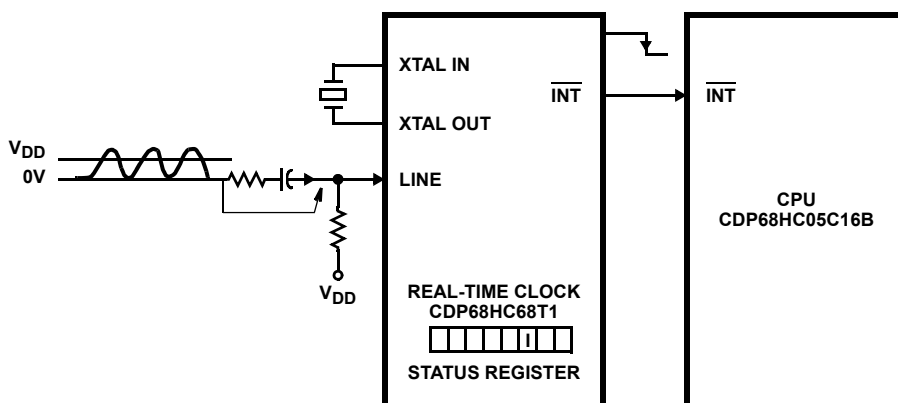 XTAL IN
INT
XTAL OUT
INT
VDD
0V
LINE
CPU
CDP68HC05C16B
VDD
REAL-TIME CLOCK
CDP68HC68T1
I
STATUS REGISTER